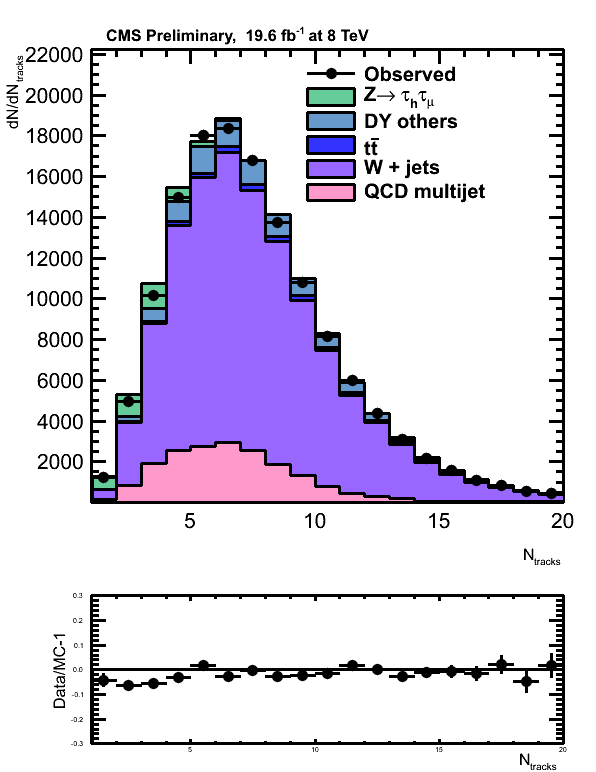 CMS Preliminary, 19.6 fb⁻¹ at 8 TeV
dN/dN_tracks
22000
20000
18000
16000
14000
12000
10000
8000
6000
4000
2000
Observed
Z→ τ_hτ_μ
DY others
tt̄
W + jets
QCD multijet
5 10 15 20
N_tracks
Data/MC-1
0.3
0.2
0.1
0.0
-0.1
-0.2
-0.3
5 10 15 20
N_tracks